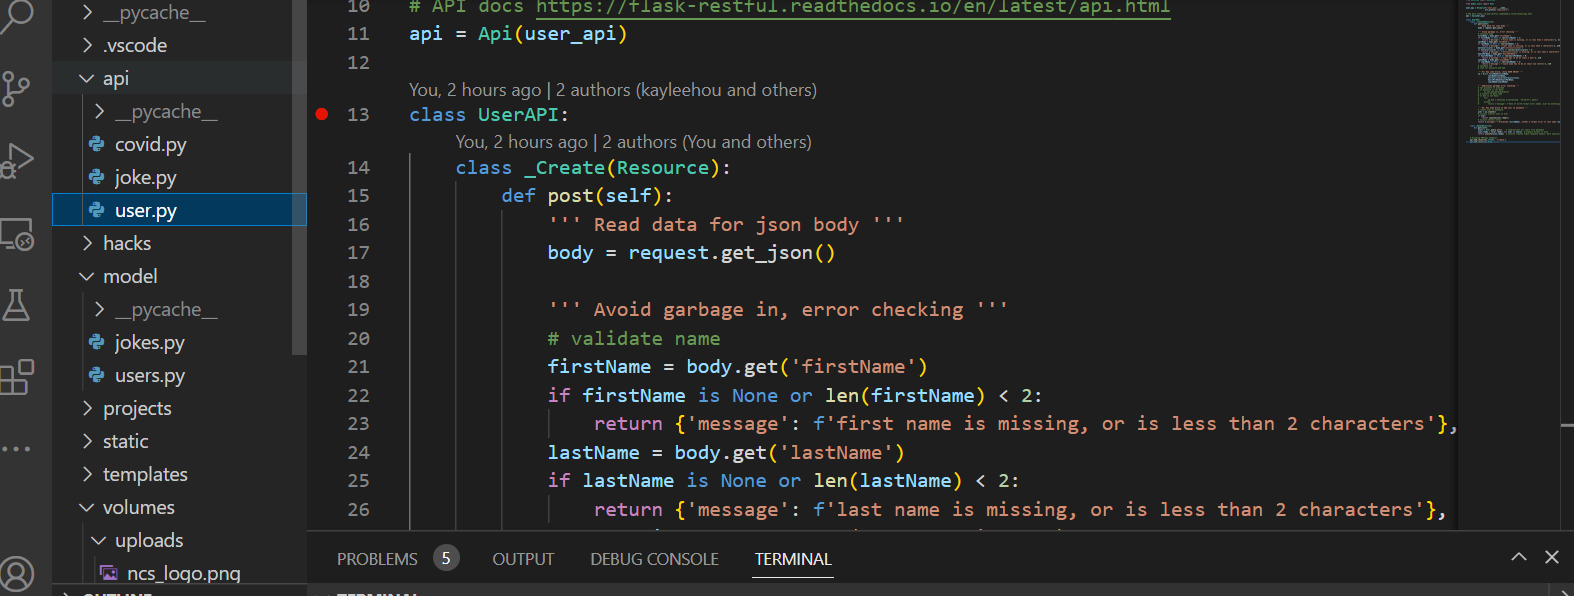 __pycache__
.vscode
api
__pycache__
covid.py
joke.py
user.py
hacks
model
__pycache__
jokes.py
users.py
projects
static
templates
volumes
uploads
ncs_logo.png
OUTLINE
10 # API docs https://flask-restful.readthedocs.io/en/latest/api.html
11 api = Api(user_api)
12
You, 2 hours ago | 2 authors (kayleehou and others)
13 class UserAPI:
You, 2 hours ago | 2 authors (You and others)
14 class _Create(Resource):
15 def post(self):
16 ''' Read data for json body '''
17 body = request.get_json()
18
19 ''' Avoid garbage in, error checking '''
20 # validate name
21 firstName = body.get('firstName')
22 if firstName is None or len(firstName) < 2:
23 return {'message': f'first name is missing, or is less than 2 characters'},
24 lastName = body.get('lastName')
25 if lastName is None or len(lastName) < 2:
26 return {'message': f'last name is missing, or is less than 2 characters'},
PROBLEMS 5 OUTPUT DEBUG CONSOLE TERMINAL
TERMINAL